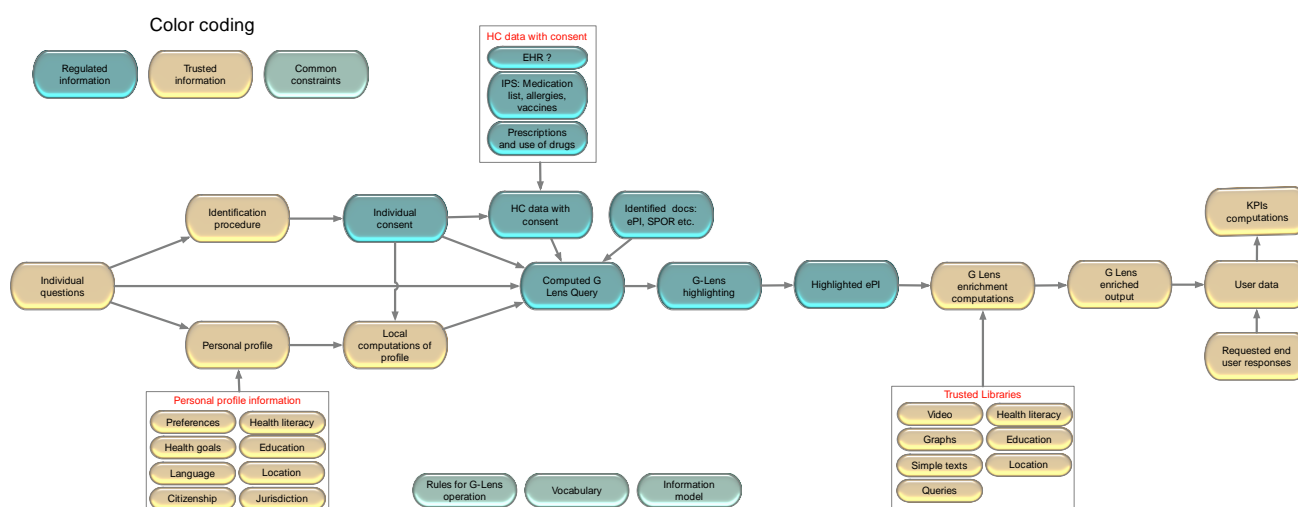 Color coding
Regulated
information
Trusted
information
Common
constraints
HC data with consent
EHR ?
IPS: Medication
list, allergies,
vaccines
Prescriptions
and use of drugs
Identification
procedure
Individual
consent
HC data with
consent
Identified docs:
ePI, SPOR etc.
KPIs
computations
Individual
questions
Computed G
Lens Query
G-Lens
highlighting
Highlighted ePI
G Lens
enrichment
computations
G Lens
enriched
output
User data
Personal profile
Local
computations of
profile
Requested end
user responses
Personal profile information
Preferences
Health literacy
Health goals
Education
Language
Location
Citizenship
Jurisdiction
Trusted Libraries
Video
Health literacy
Graphs
Education
Simple texts
Location
Queries
Rules for G-Lens
operation
Vocabulary
Information
model